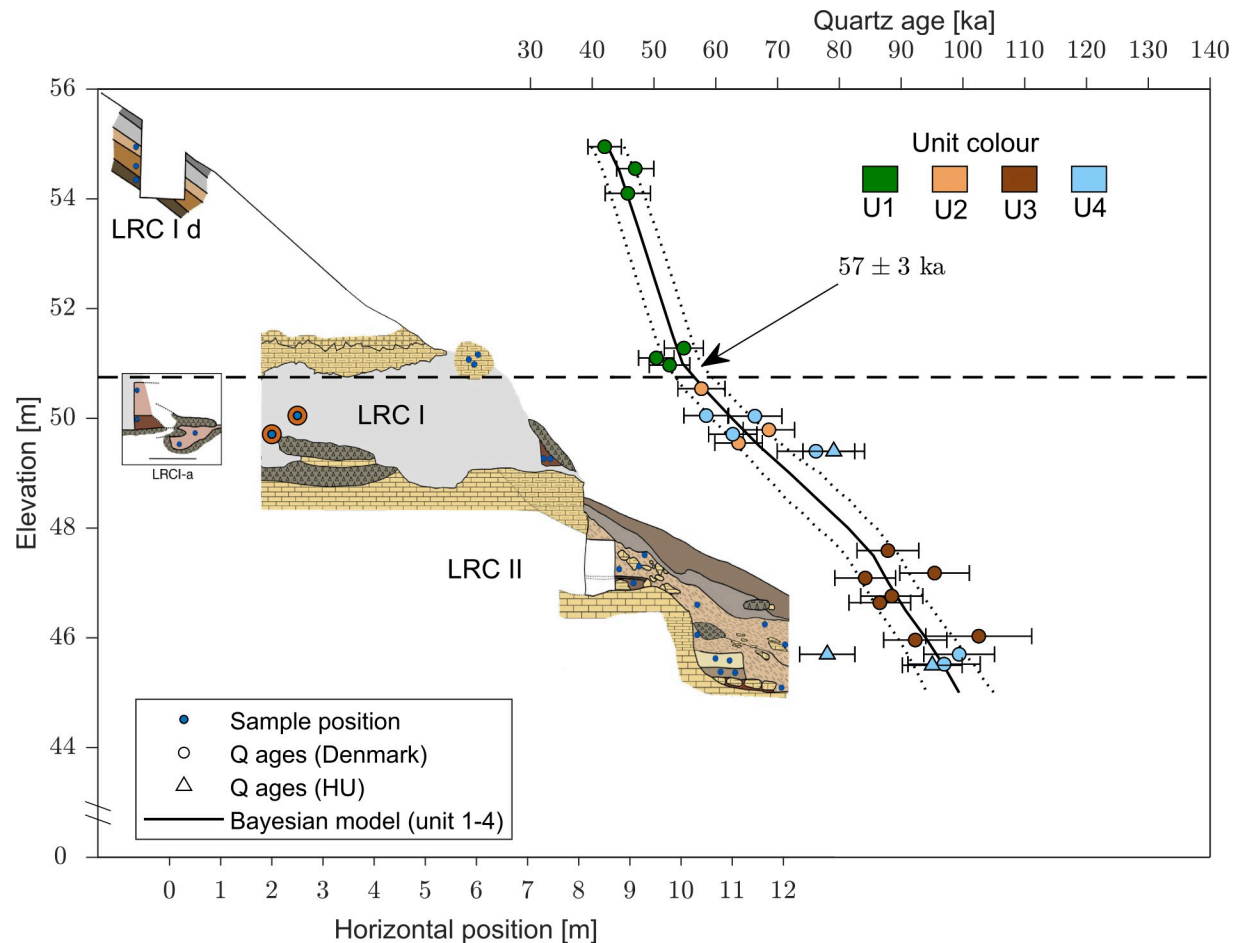 Quartz age [ka]
30 40 50 60 70 80 90 100 110 120 130 140
56
54
52
50
48
46
44
0
Elevation [m]
Unit colour
U1 U2 U3 U4
57 ± 3 ka
LRC I d
LRC I
LRCI-a
LRC II
Sample position
Q ages (Denmark)
Q ages (HU)
Bayesian model (unit 1-4)
0 1 2 3 4 5 6 7 8 9 10 11 12
Horizontal position [m]